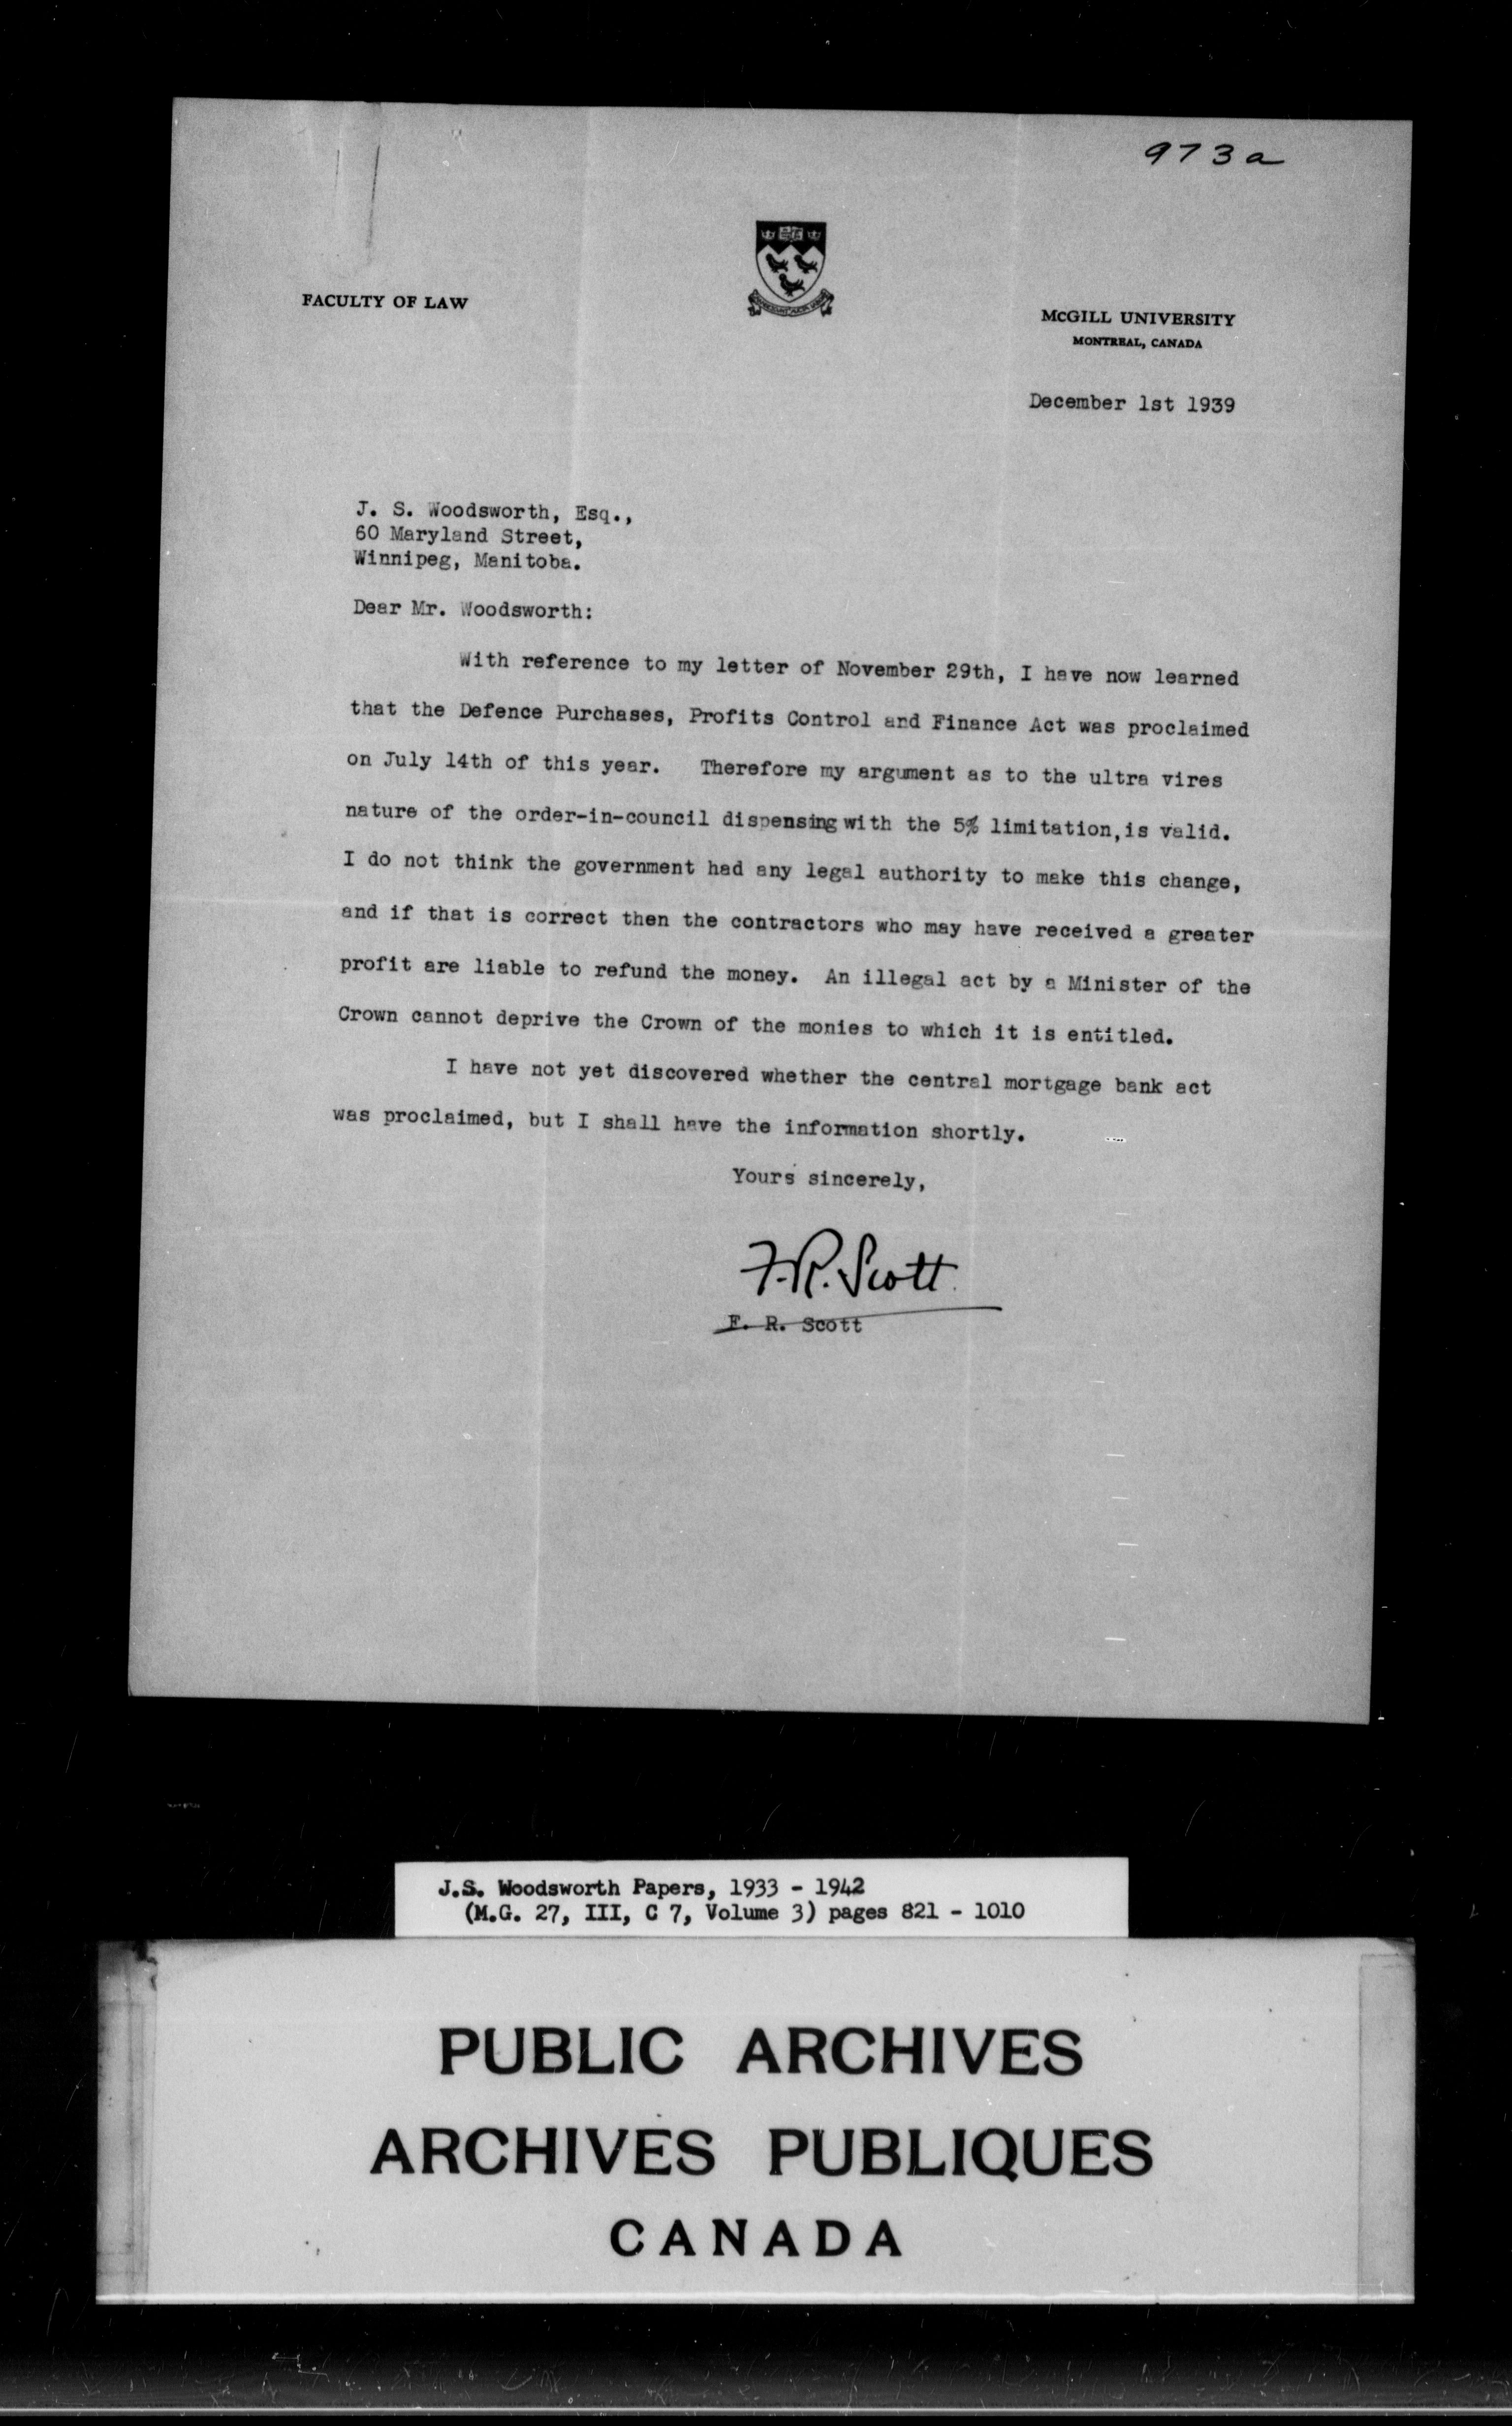 973a
FACULTY OF LAW
McGILL UNIVERSITY
MONTREAL, CANADA
December 1st 1939
J. S. Woodsworth, Esq.,
60 Maryland Street,
Winnipeg, Manitoba.
Dear Mr. Woodsworth:
With reference to my letter of November 29th, I have now learned
that the Defence Purchases, Profits Control and Finance Act was proclaimed
on July 14th of this year. Therefore my argument as to the ultra vires
nature of the order-in-council dispensing with the 5% limitation, is valid.
I do not think the government had any legal authority to make this change,
and if that is correct then the contractors who may have received a greater
profit are liable to refund the money. An illegal act by a Minister of the
Crown cannot deprive the Crown of the monies to which it is entitled.
I have not yet discovered whether the central mortgage bank act
was proclaimed, but I shall have the information shortly.
Yours sincerely,
F.R. Scott
F. R. Scott
J.S. Woodsworth Papers, 1933 - 1942
(M.G. 27, III, C 7, Volume 3) pages 821 - 1010
PUBLIC ARCHIVES
ARCHIVES PUBLIQUES
CANADA